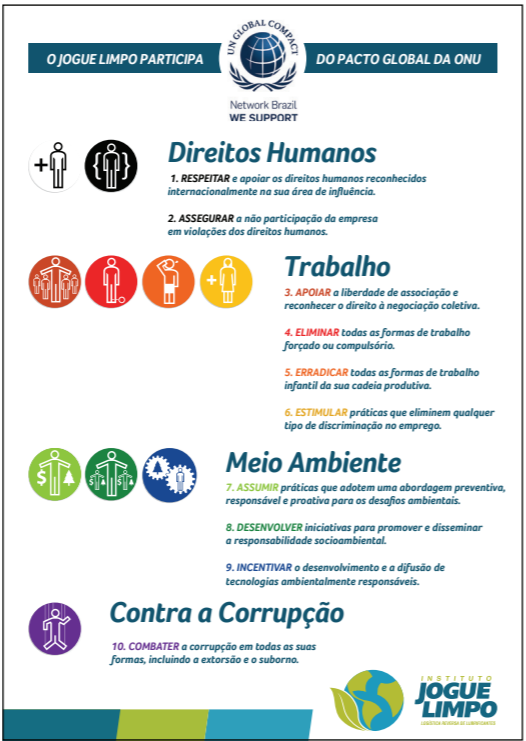 O JOGUE LIMPO PARTICIPA
UN GLOBAL COMPACT
DO PACTO GLOBAL DA ONU
Network Brazil
WE SUPPORT
Direitos Humanos
1. RESPEITAR e apoiar os direitos humanos reconhecidos
internacionalmente na sua área de influência.
2. ASSEGURAR a não participação da empresa
em violações dos direitos humanos.
Trabalho
3. APOIAR a liberdade de associação e
reconhecer o direito à negociação coletiva.
4. ELIMINAR todas as formas de trabalho
forçado ou compulsório.
5. ERRADICAR todas as formas de trabalho
infantil da sua cadeia produtiva.
6. ESTIMULAR práticas que eliminem qualquer
tipo de discriminação no emprego.
Meio Ambiente
7. ASSUMIR práticas que adotem uma abordagem preventiva,
responsável e proativa para os desafios ambientais.
8. DESENVOLVER iniciativas para promover e disseminar
a responsabilidade socioambiental.
9. INCENTIVAR o desenvolvimento e a difusão de
tecnologias ambientalmente responsáveis.
Contra a Corrupção
10. COMBATER a corrupção em todas as suas
formas, incluindo a extorsão e o suborno.
INSTITUTO
JOGUE
LIMPO
LOGÍSTICA REVERSA DE LUBRIFICANTES